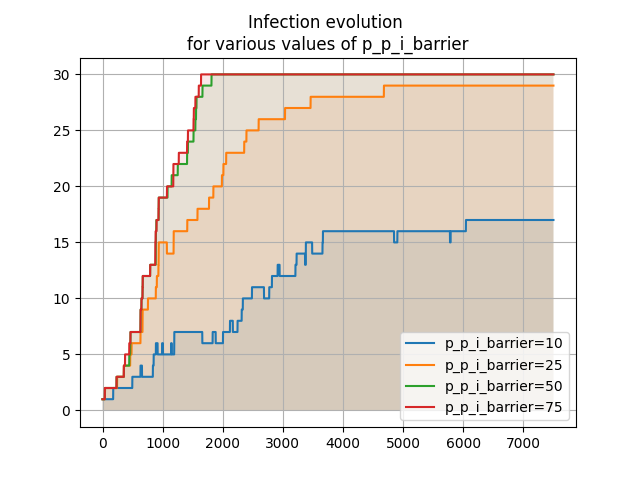 Infection evolution
for various values of p_p_i_barrier
30
25
20
15
10
5
0
0 1000 2000 3000 4000 5000 6000 7000
p_p_i_barrier=10
p_p_i_barrier=25
p_p_i_barrier=50
p_p_i_barrier=75